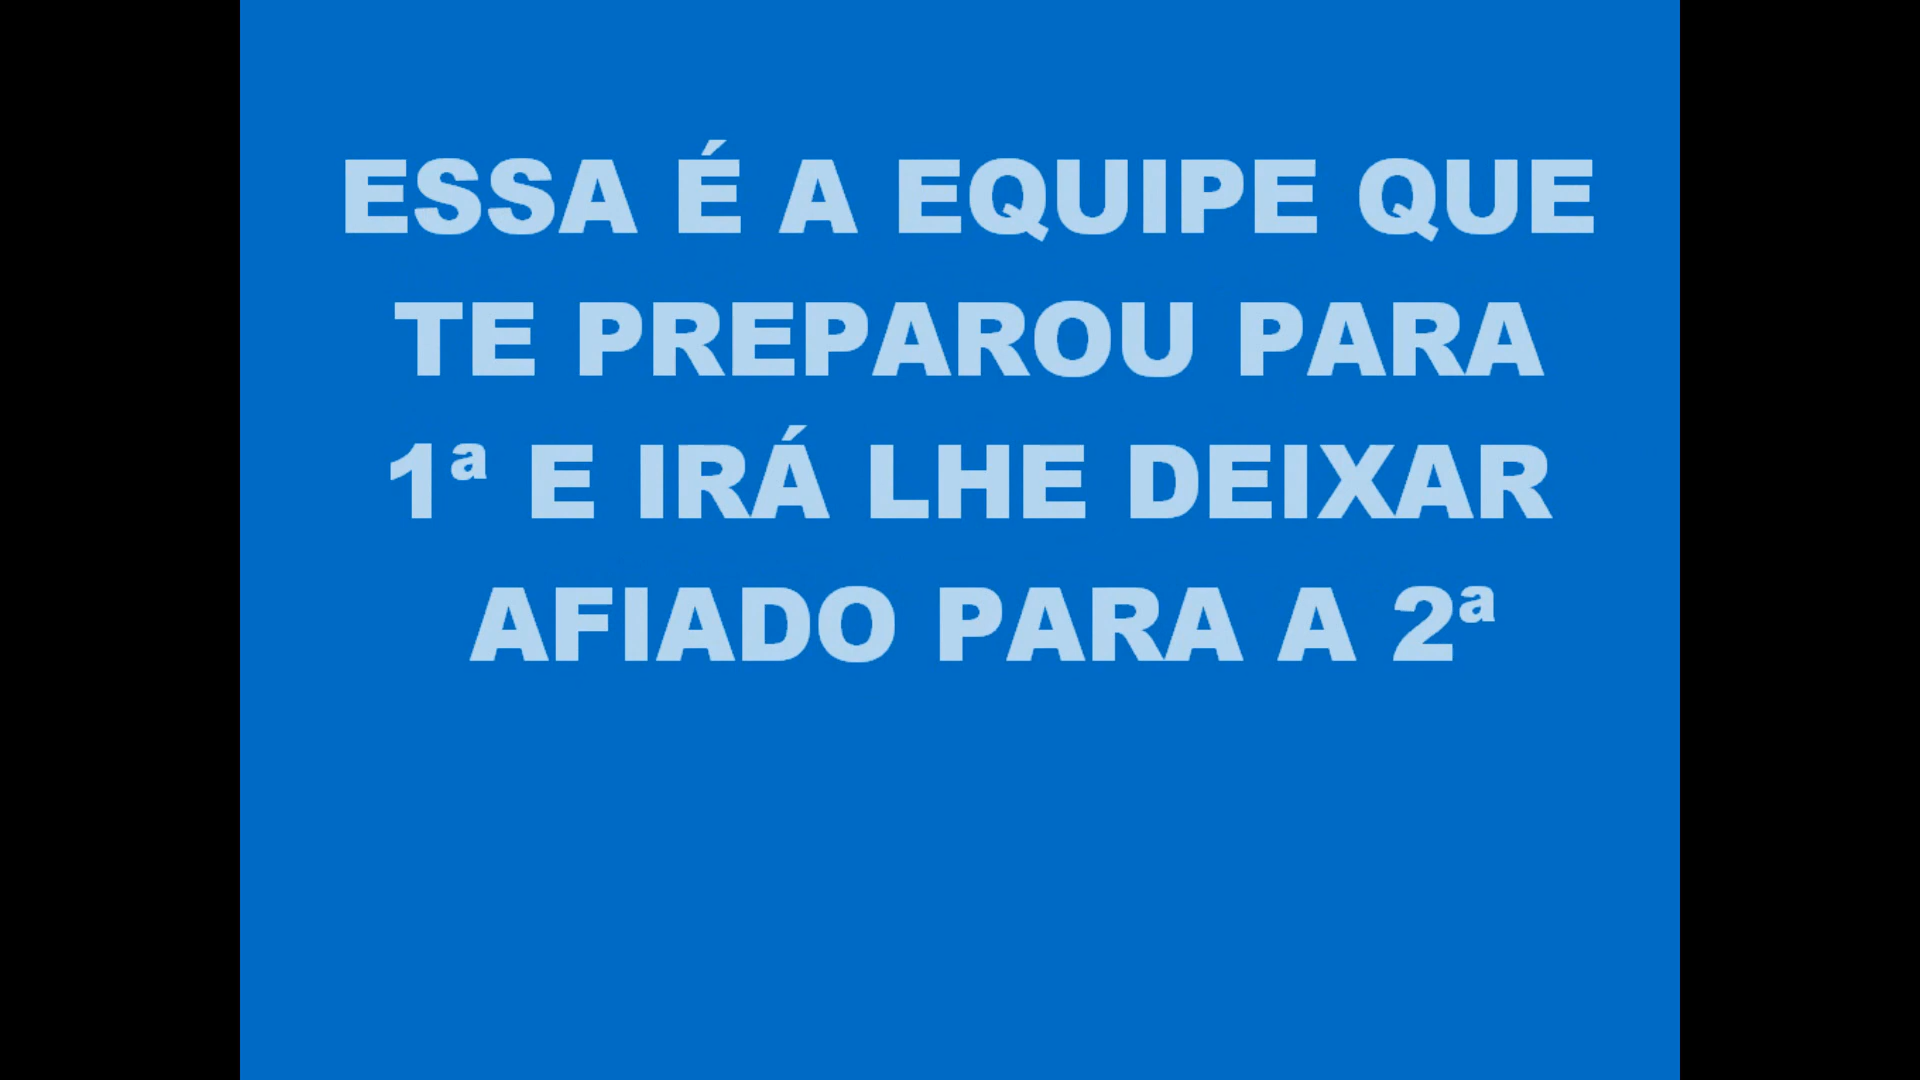 ESSA É A EQUIPE QUE
TE PREPAROU PARA
1ª E IRÁ LHE DEIXAR
AFIADO PARA A 2ª